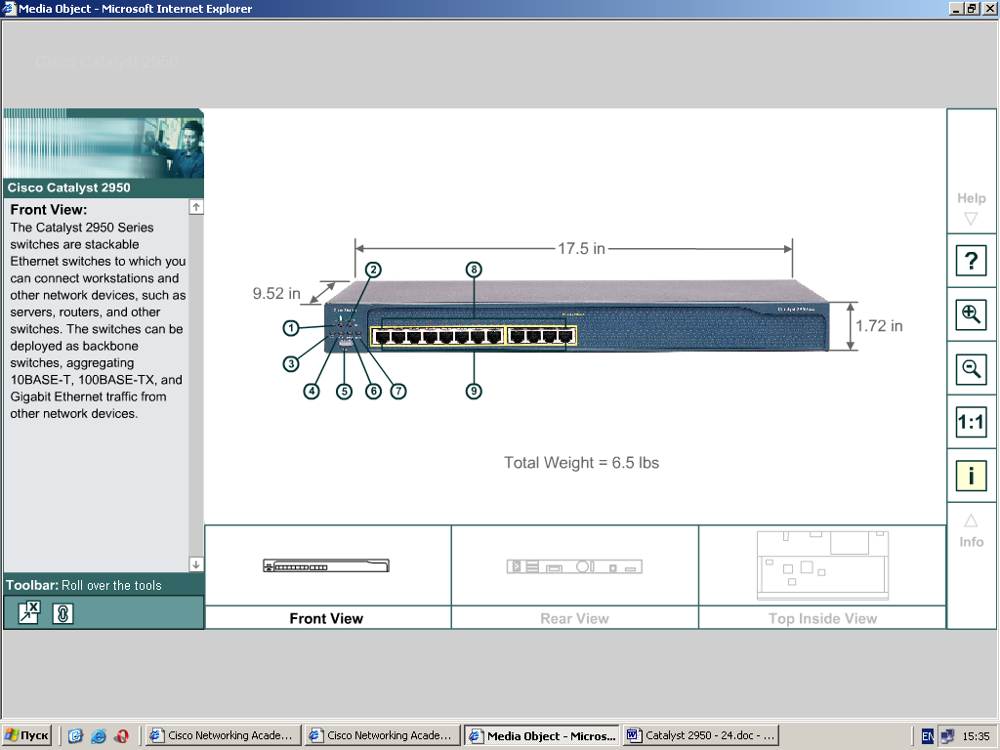 Media Object - Microsoft Internet Explorer
Cisco Catalyst 2950
Cisco Catalyst 2950
Front View:
The Catalyst 2950 Series
switches are stackable
Ethernet switches to which you
can connect workstations and
other network devices, such as
servers, routers, and other
switches. The switches can be
deployed as backbone
switches, aggregating
10BASE-T, 100BASE-TX, and
Gigabit Ethernet traffic from
other network devices.
Toolbar: Roll over the tools
17.5 in
9.52 in
1.72 in
Catalyst 2950
1
2
3
4
5
6
7
8
9
Total Weight = 6.5 lbs
Front View
Rear View
Top Inside View
Help
?
1:1
i
Info
Пуск
Cisco Networking Acade...
Cisco Networking Acade...
Media Object - Micros...
Catalyst 2950 - 24.doc - ...
EN
15:35